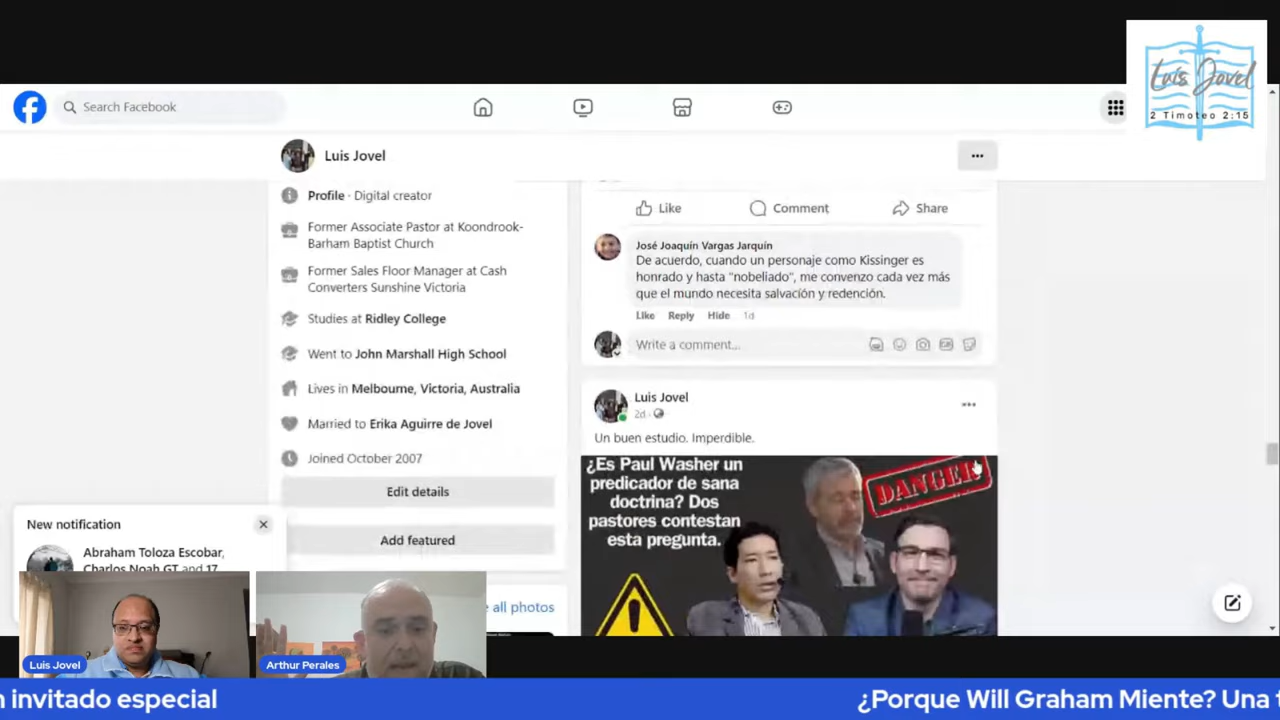 Luis Jovel
2 Timoteo 2:15
Search Facebook
Luis Jovel
Profile · Digital creator
Former Associate Pastor at Koondrook-
Barham Baptist Church
Former Sales Floor Manager at Cash
Converters Sunshine Victoria
Studies at Ridley College
Went to John Marshall High School
Lives in Melbourne, Victoria, Australia
Married to Erika Aguirre de Jovel
Joined October 2007
Edit details
Add featured
e all photos
Like Comment Share
José Joaquín Vargas Jarquín
De acuerdo, cuando un personaje como Kissinger es
honrado y hasta "nobeliado", me convenzo cada vez más
que el mundo necesita salvación y redención.
Like Reply Hide 1d
Write a comment...
Luis Jovel
2d
Un buen estudio. Imperdible.
¿Es Paul Washer un
predicador de sana
doctrina? Dos
pastores contestan
esta pregunta.
DANGER
New notification
Abraham Toloza Escobar,
Charlos Noah GT and 17
Luis Jovel
Arthur Perales
n invitado especial
¿Porque Will Graham Miente? Una t